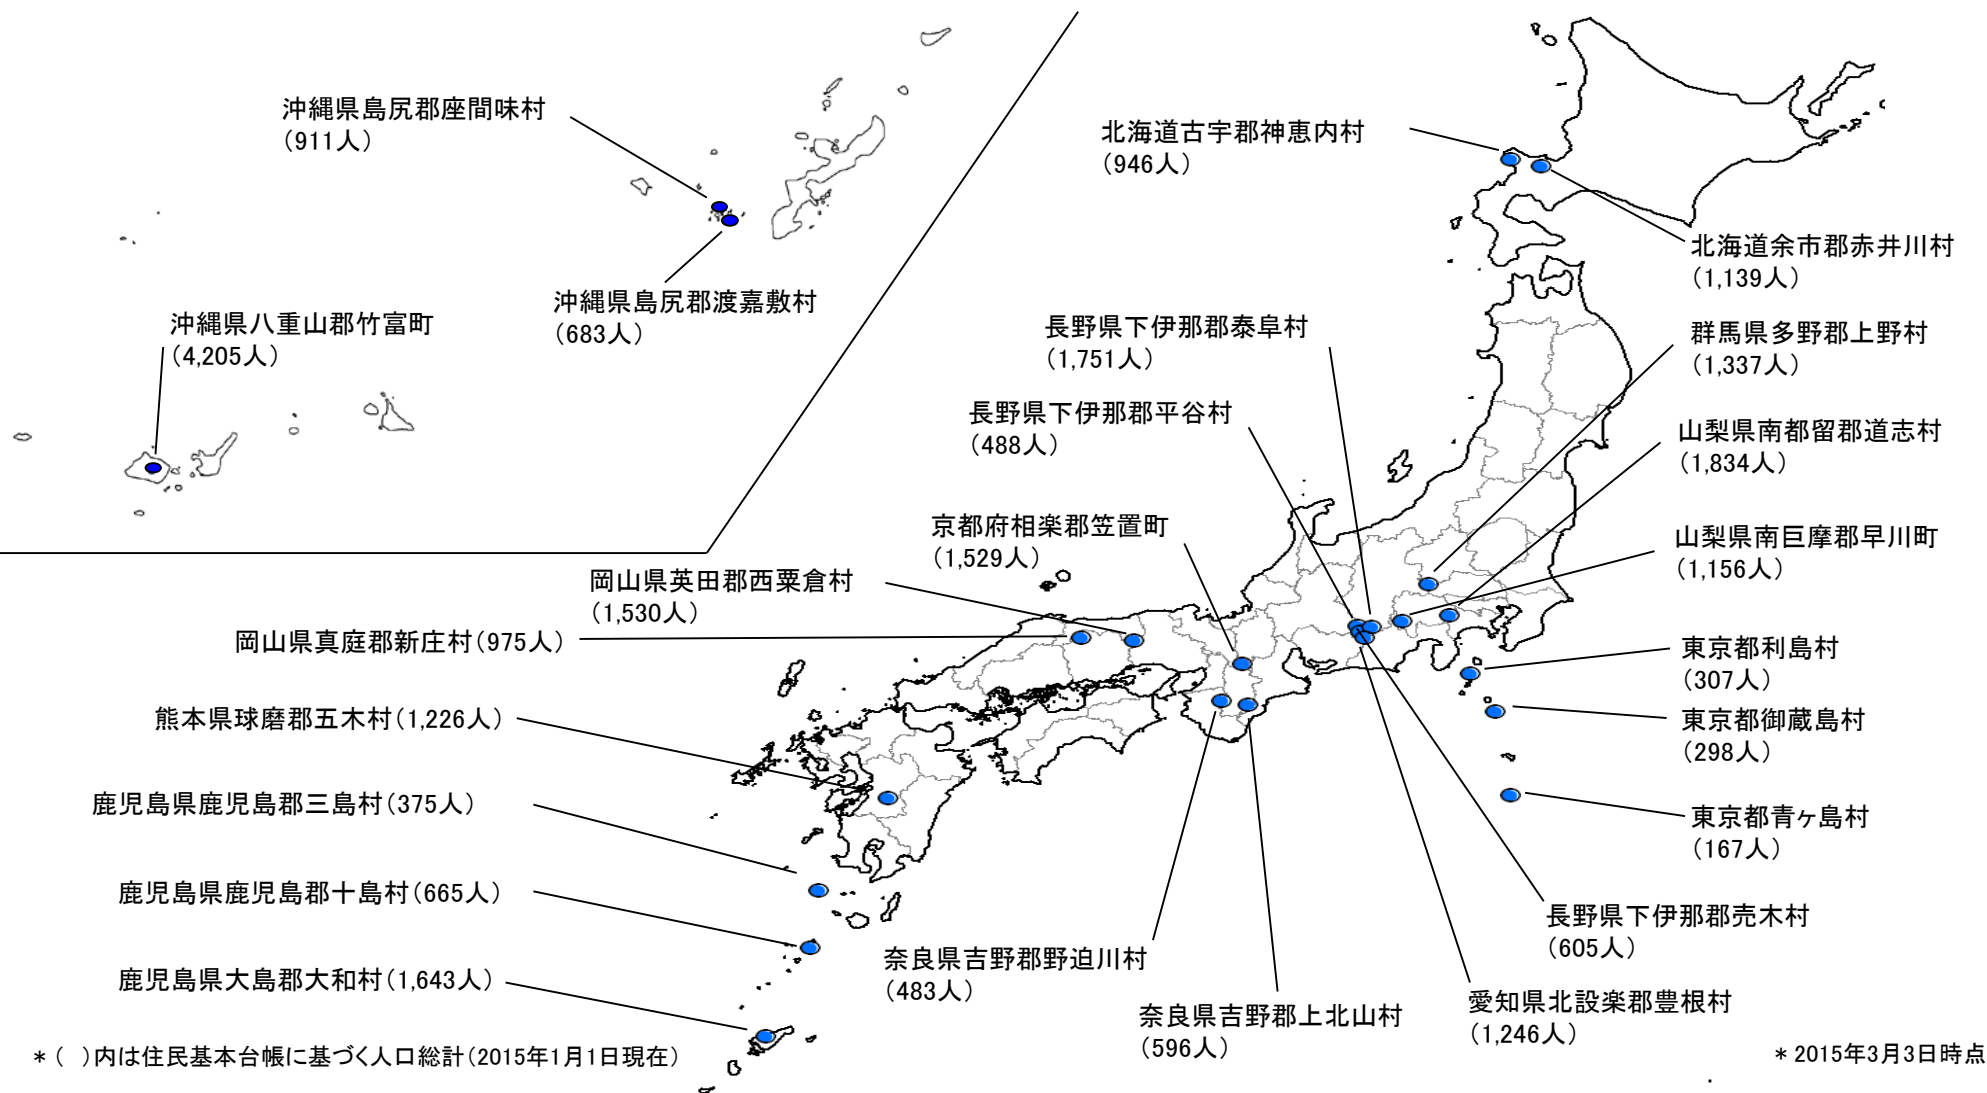 沖縄県島尻郡座間味村
（911人）
沖縄県島尻郡渡嘉敷村
（683人）
沖縄県八重山郡竹富町
（4,205人）
北海道古宇郡神恵内村
（946人）
北海道余市郡赤井川村
（1,139人）
長野県下伊那郡泰阜村
（1,751人）
群馬県多野郡上野村
（1,337人）
長野県下伊那郡平谷村
（488人）
山梨県南都留郡道志村
（1,834人）
京都府相楽郡笠置町
（1,529人）
山梨県南巨摩郡早川町
（1,156人）
岡山県英田郡西粟倉村
（1,530人）
岡山県真庭郡新庄村（975人）
東京都利島村
（307人）
熊本県球磨郡五木村（1,226人）
東京都御蔵島村
（298人）
鹿児島県鹿児島郡三島村（375人）
東京都青ヶ島村
（167人）
鹿児島県鹿児島郡十島村（665人）
長野県下伊那郡売木村
（605人）
奈良県吉野郡野迫川村
（483人）
鹿児島県大島郡大和村（1,643人）
愛知県北設楽郡豊根村
（1,246人）
奈良県吉野郡上北山村
（596人）
*（　）内は住民基本台帳に基づく人口総計（2015年1月1日現在）
* 2015年3月3日時点